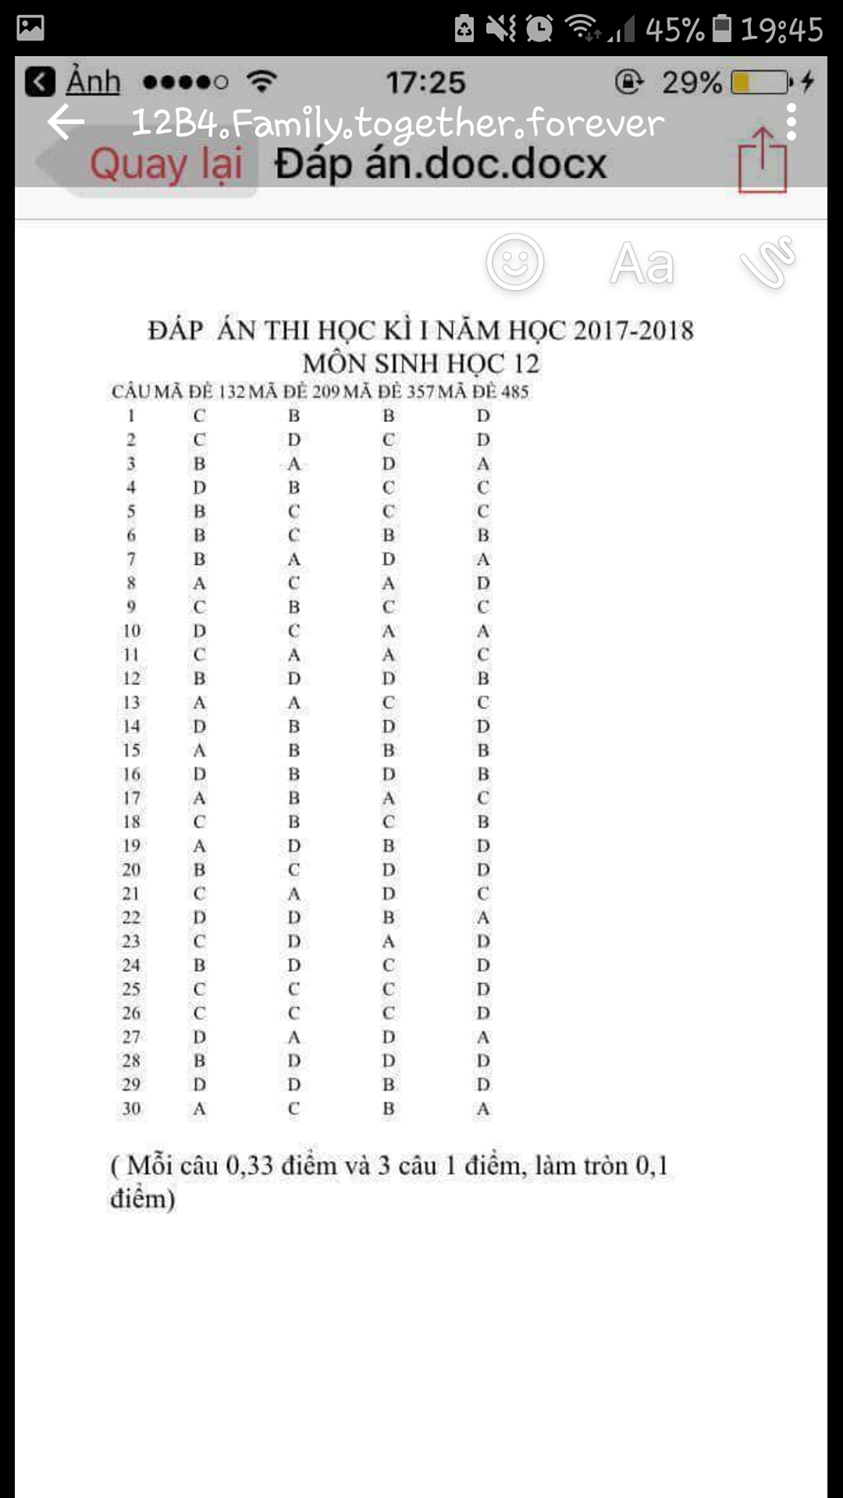 45% 19:45
Ảnh 17:25 29%
12B4.Family.together.forever
Quay lại Đáp án.doc.docx
Aa
ĐÁP ÁN THI HỌC KÌ I NĂM HỌC 2017-2018
MÔN SINH HỌC 12
CÂU MÃ ĐỀ 132 MÃ ĐỀ 209 MÃ ĐỀ 357 MÃ ĐỀ 485
1 C B B D
2 C D C D
3 B A D A
4 D B C C
5 B C C C
6 B C B B
7 B A D A
8 A C A D
9 C B C C
10 D C A A
11 C A A C
12 B D D B
13 A A C C
14 D B D D
15 A B B B
16 D B D B
17 A B A C
18 C B C B
19 A D B D
20 B C D D
21 C A D C
22 D D B A
23 C D A D
24 B D C D
25 C C C D
26 C C C D
27 D A D A
28 B D D D
29 D D B D
30 A C B A
( Mỗi câu 0,33 điểm và 3 câu 1 điểm, làm tròn 0,1
điểm)